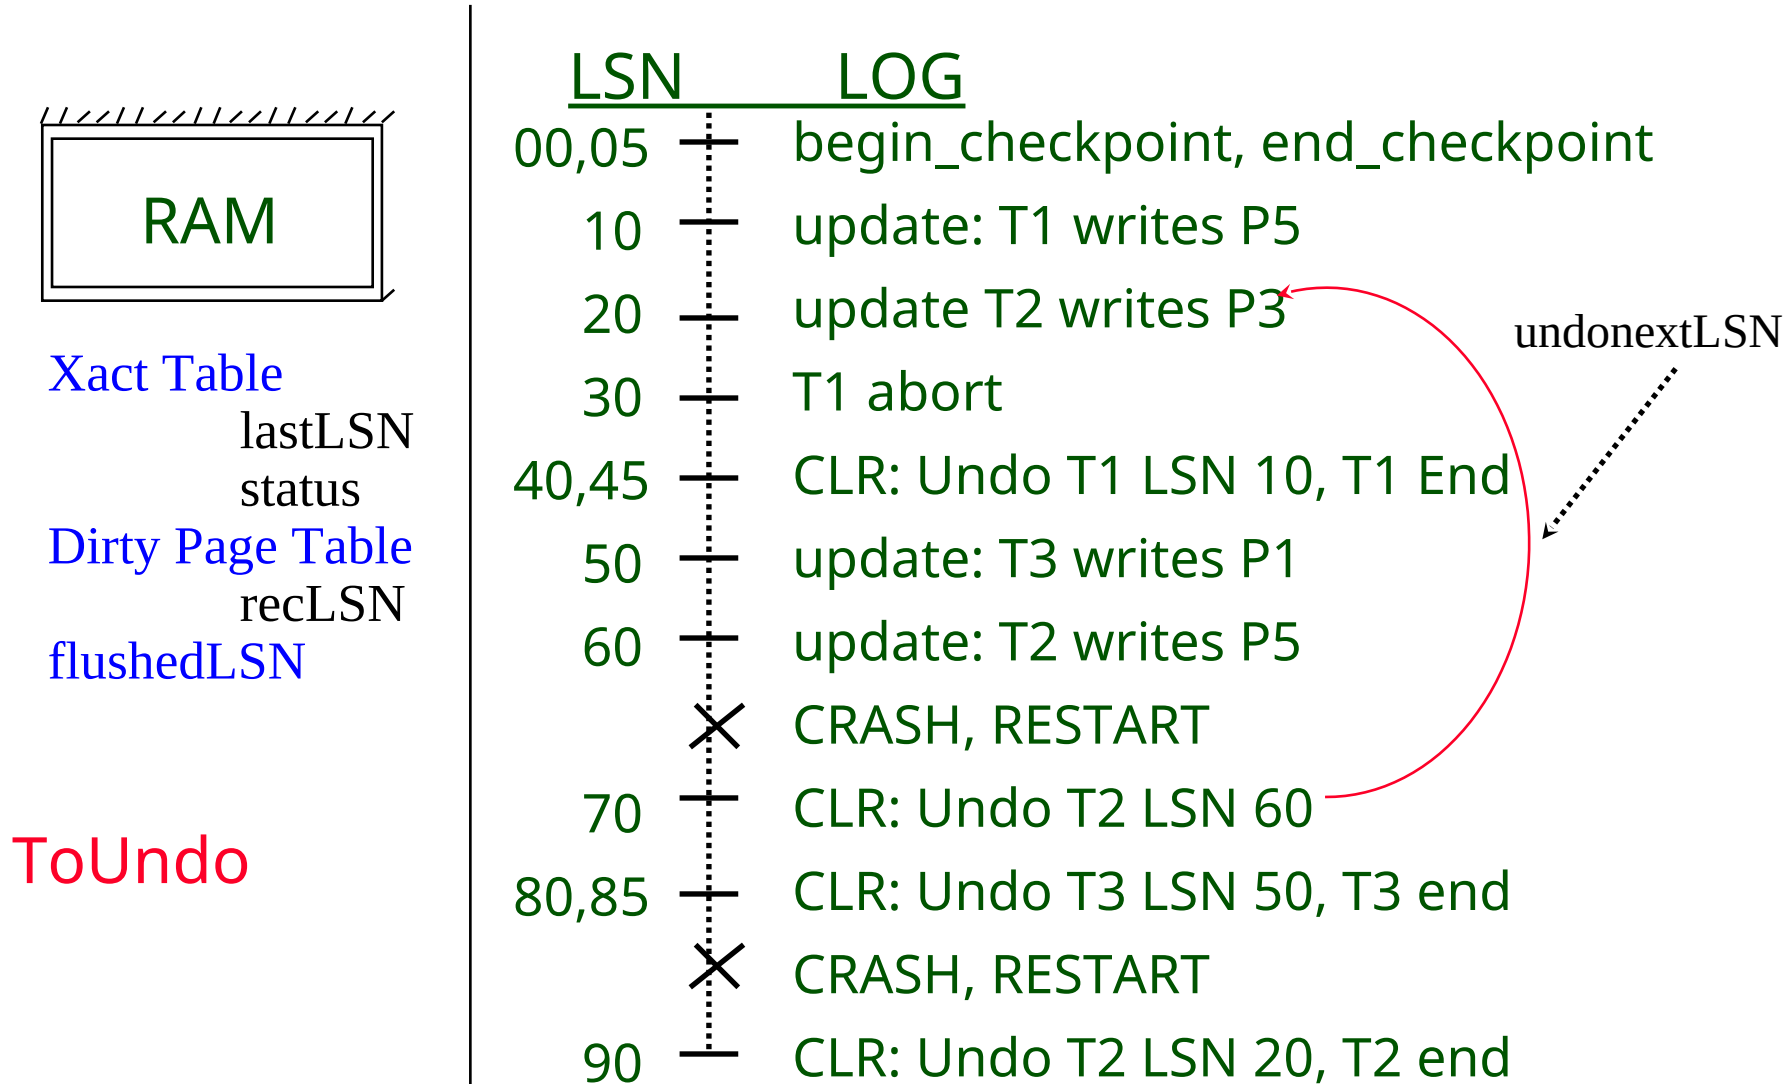 RAM
Xact Table
lastLSN
status
Dirty Page Table
recLSN
flushedLSN
ToUndo
LSN LOG
00,05 begin_checkpoint, end_checkpoint
10 update: T1 writes P5
20 update T2 writes P3
30 T1 abort
40,45 CLR: Undo T1 LSN 10, T1 End
50 update: T3 writes P1
60 update: T2 writes P5
CRASH, RESTART
70 CLR: Undo T2 LSN 60
80,85 CLR: Undo T3 LSN 50, T3 end
CRASH, RESTART
90 CLR: Undo T2 LSN 20, T2 end
undonextLSN